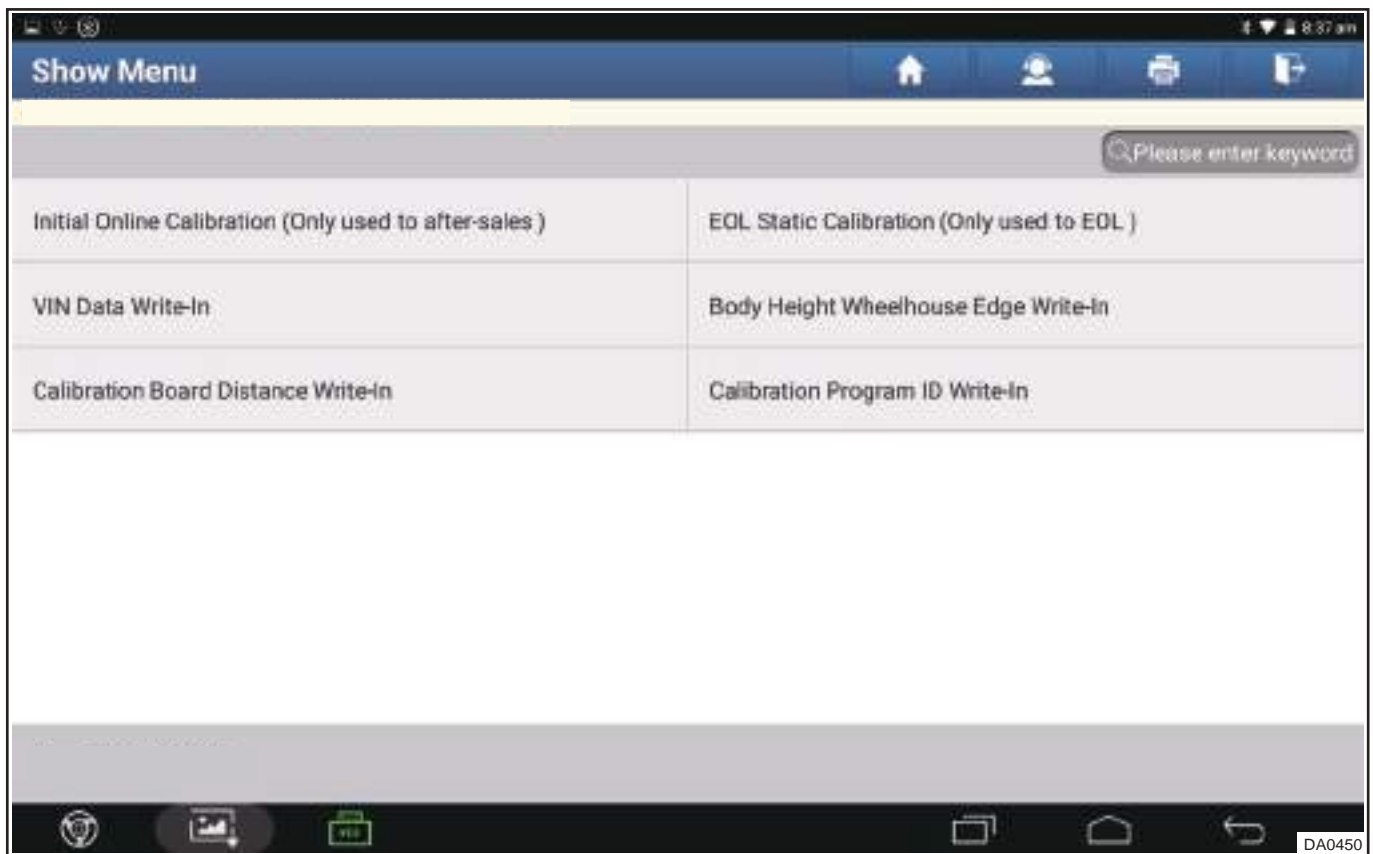 8:37 am
Show Menu
Please enter keyword
Initial Online Calibration (Only used to after-sales )
EOL Static Calibration (Only used to EOL )
VIN Data Write-In
Body Height Wheelhouse Edge Write-In
Calibration Board Distance Write-In
Calibration Program ID Write-In
DA0450